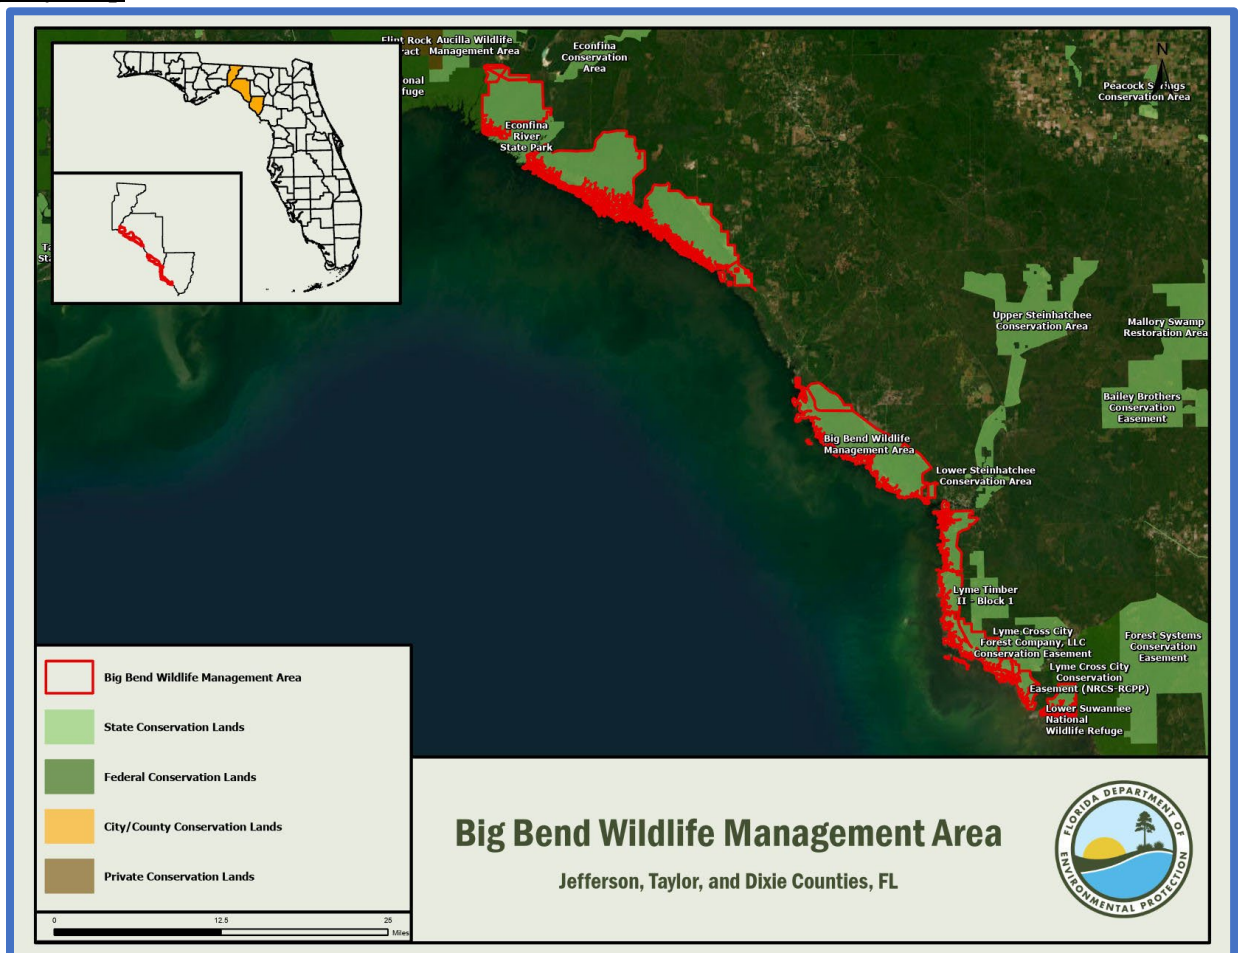 Flint Rock
Tract
Aucilla Wildlife
Management Area
Econfina
Conservation
Area
N
Peacock Springs
Conservation Area
Econfina
River
State Park
Upper Steinhatchee
Conservation Area
Mallory Swamp
Restoration Area
Bailey Brothers
Conservation
Easement
Big Bend Wildlife
Management Area
Lower Steinhatchee
Conservation Area
Lyme Timber
II - Block 1
Lyme Cross City
Forest Company, LLC
Conservation Easement
Forest Systems
Conservation
Easement
Lyme Cross City
Conservation
Easement (NRCS-RCPP)
Lower Suwannee
National
Wildlife Refuge
Big Bend Wildlife Management Area
State Conservation Lands
Federal Conservation Lands
City/County Conservation Lands
Private Conservation Lands
0 12.5 25
Miles
Big Bend Wildlife Management Area
Jefferson, Taylor, and Dixie Counties, FL
FLORIDA DEPARTMENT OF
ENVIRONMENTAL PROTECTION